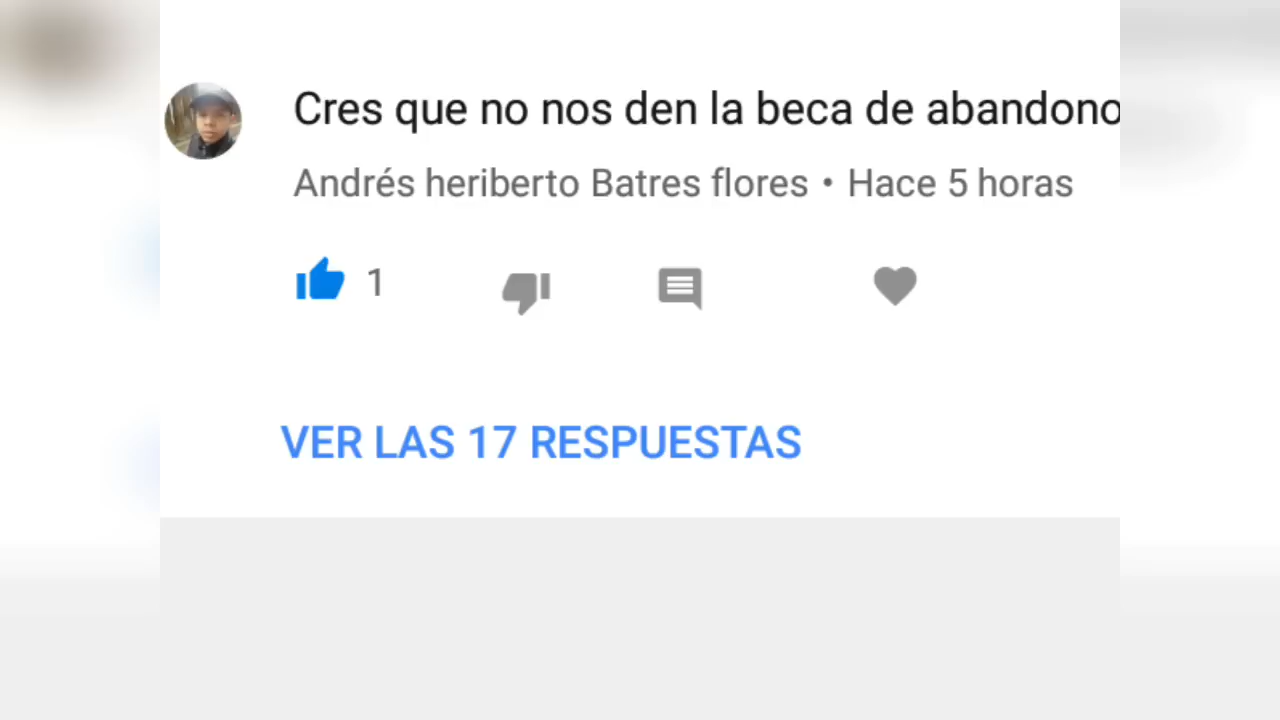 Cres que no nos den la beca de abandono
Andrés heriberto Batres flores • Hace 5 horas
1
VER LAS 17 RESPUESTAS